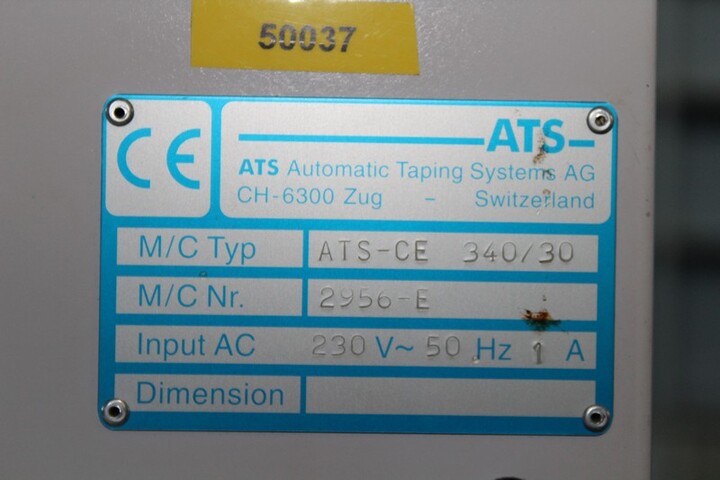 50037
CE
ATS
ATS Automatic Taping Systems AG
CH-6300 Zug - Switzerland
M/C Typ ATS-CE 340/30
M/C Nr. 2956-E
Input AC 230 V~ 50 Hz 1 A
Dimension